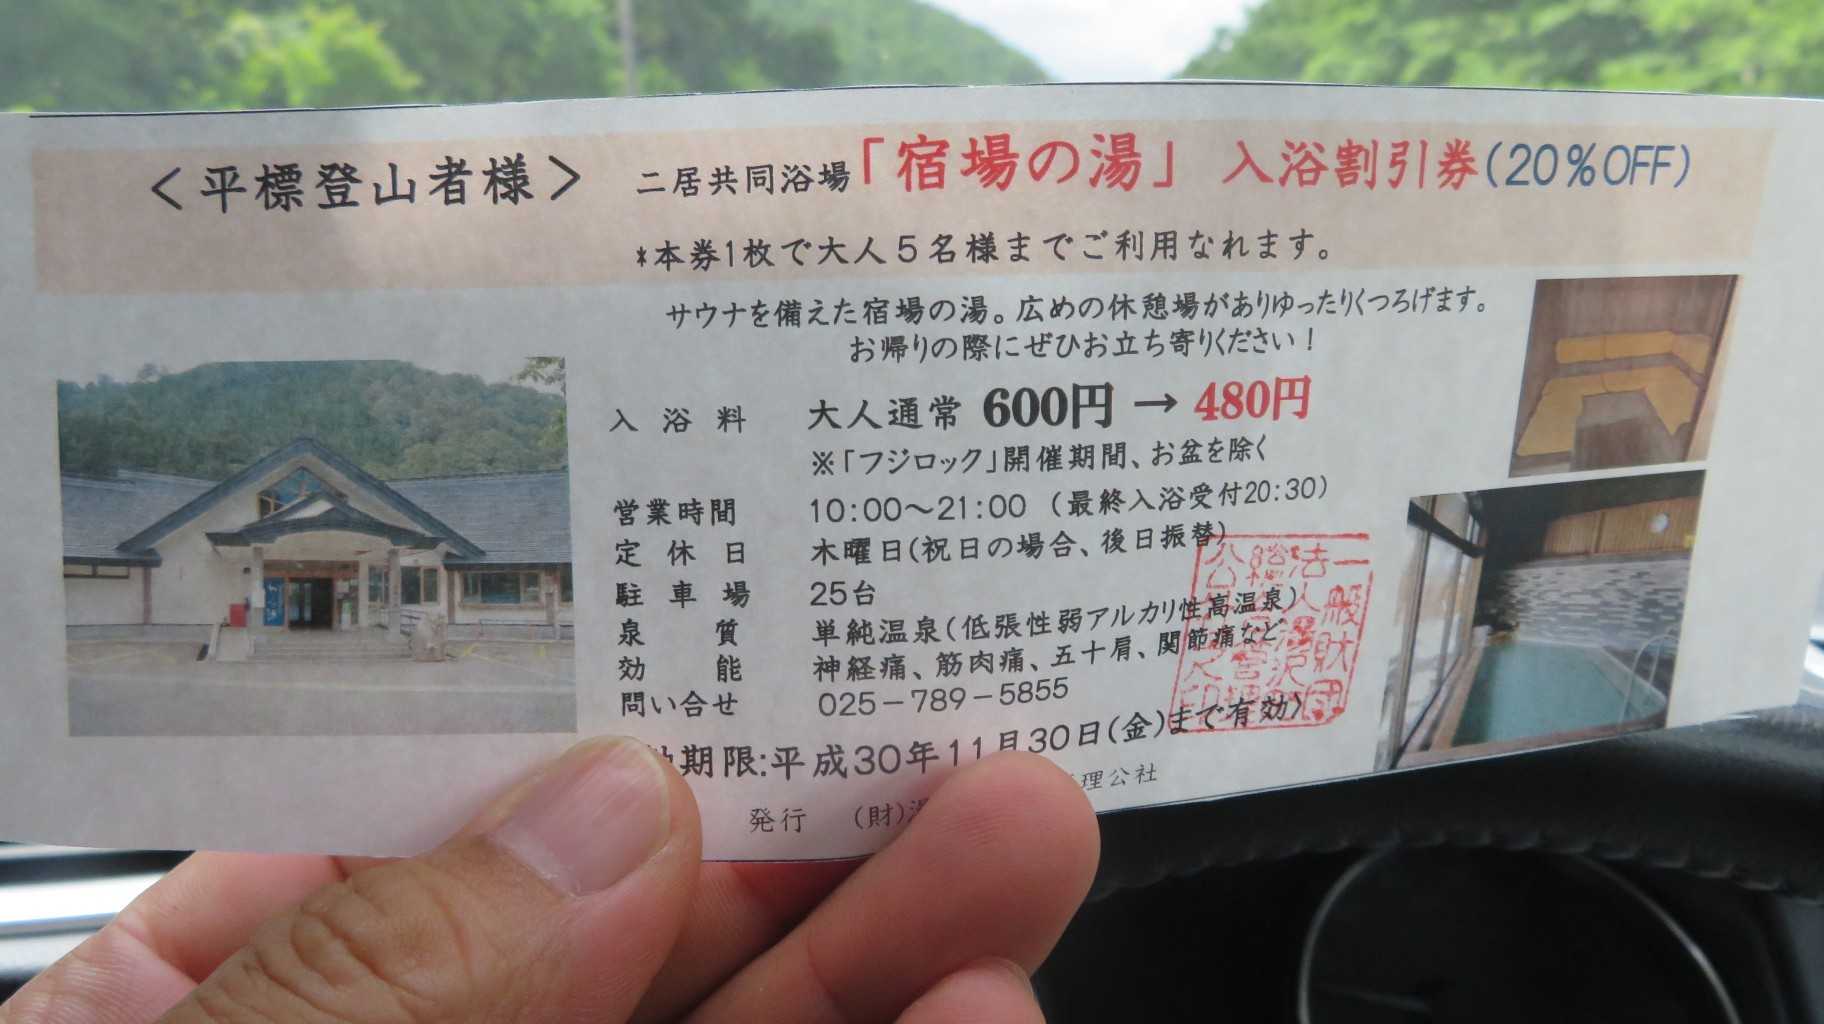 ＜平標登山者様＞ 二居共同浴場「宿場の湯」 入浴割引券(20%OFF)
*本券1枚で大人5名様までご利用なれます。
サウナを備えた宿場の湯。広めの休憩場がありゆったりくつろげます。
お帰りの際にぜひお立ち寄りください！
入浴料 大人通常 600円 → 480円
※「フジロック」開催期間、お盆を除く
営業時間 10:00～21:00 (最終入浴受付20:30)
定休日 木曜日(祝日の場合、後日振替)
駐車場 25台
泉質 単純温泉(低張性弱アルカリ性高温泉)
効能 神経痛、筋肉痛、五十肩、関節痛など
問い合せ 025-789-5855
期限:平成30年11月30日(金)まで有効)
発行 (財)湯 理公社
一般財団
法人湯沢